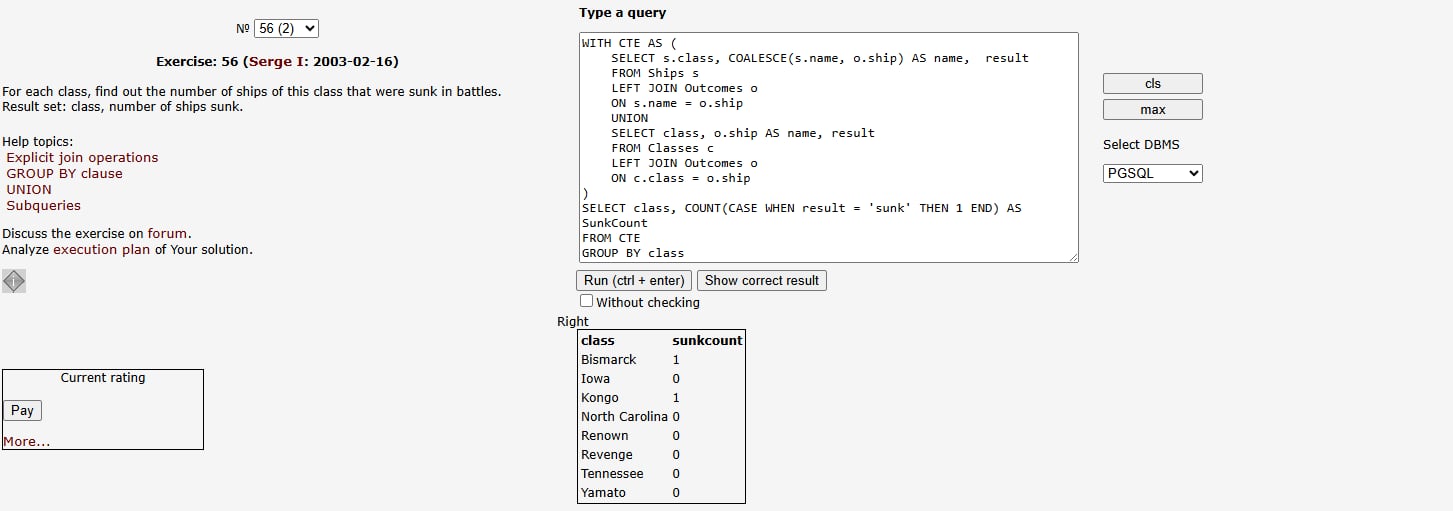 № 56 (2)
Exercise: 56 (Serge I: 2003-02-16)
For each class, find out the number of ships of this class that were sunk in battles.
Result set: class, number of ships sunk.
Help topics:
Explicit join operations
GROUP BY clause
UNION
Subqueries
Discuss the exercise on forum.
Analyze execution plan of Your solution.
Current rating
Pay
More...
Type a query
WITH CTE AS (
    SELECT s.class, COALESCE(s.name, o.ship) AS name,  result
    FROM Ships s
    LEFT JOIN Outcomes o
    ON s.name = o.ship
    UNION
    SELECT class, o.ship AS name, result
    FROM Classes c
    LEFT JOIN Outcomes o
    ON c.class = o.ship
)
SELECT class, COUNT(CASE WHEN result = 'sunk' THEN 1 END) AS
SunkCount
FROM CTE
GROUP BY class
Run (ctrl + enter) Show correct result
Without checking
Right
class sunkcount
Bismarck 1
Iowa 0
Kongo 1
North Carolina 0
Renown 0
Revenge 0
Tennessee 0
Yamato 0
cls
max
Select DBMS
PGSQL